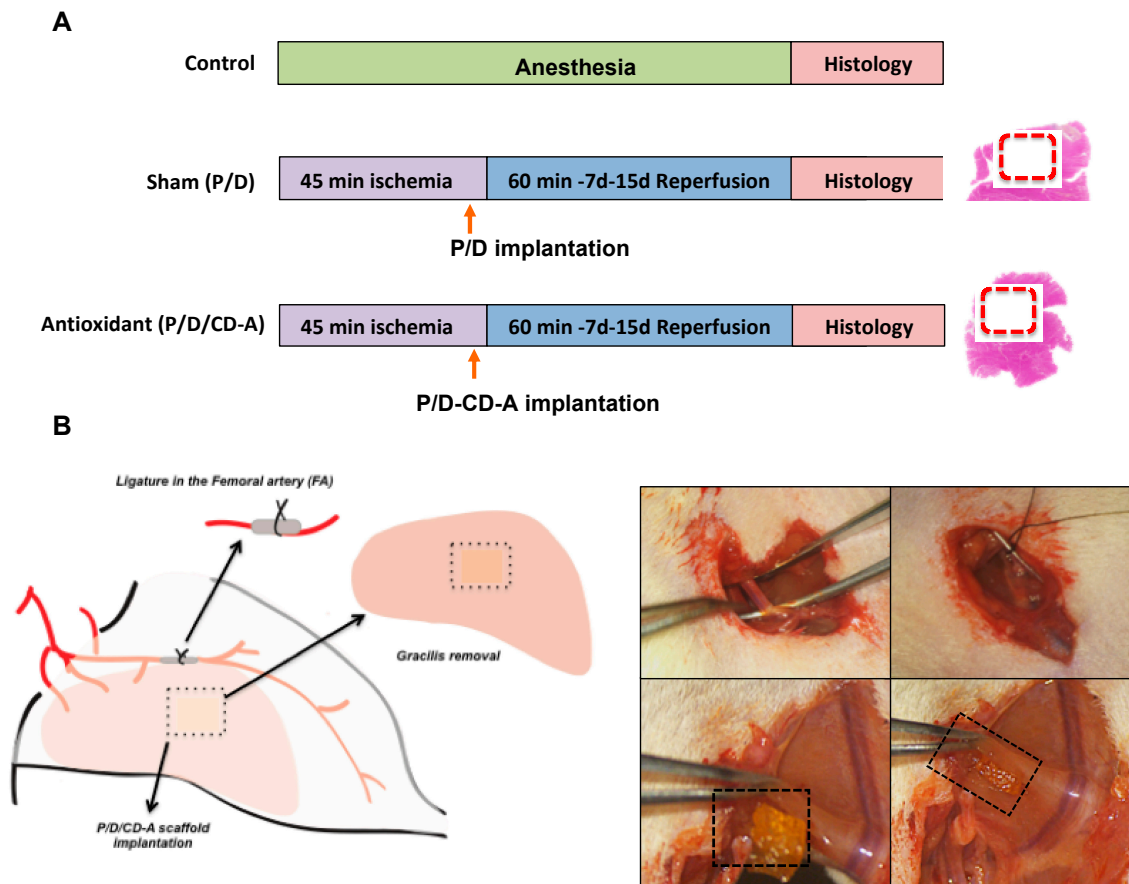 A
Control
Anesthesia
Histology
Sham (P/D)
45 min ischemia
60 min -7d-15d Reperfusion
Histology
P/D implantation
Antioxidant (P/D/CD-A)
45 min ischemia
60 min -7d-15d Reperfusion
Histology
P/D-CD-A implantation
B
Ligature in the Femoral artery (FA)
Gracilis removal
P/D/CD-A scaffold
implantation